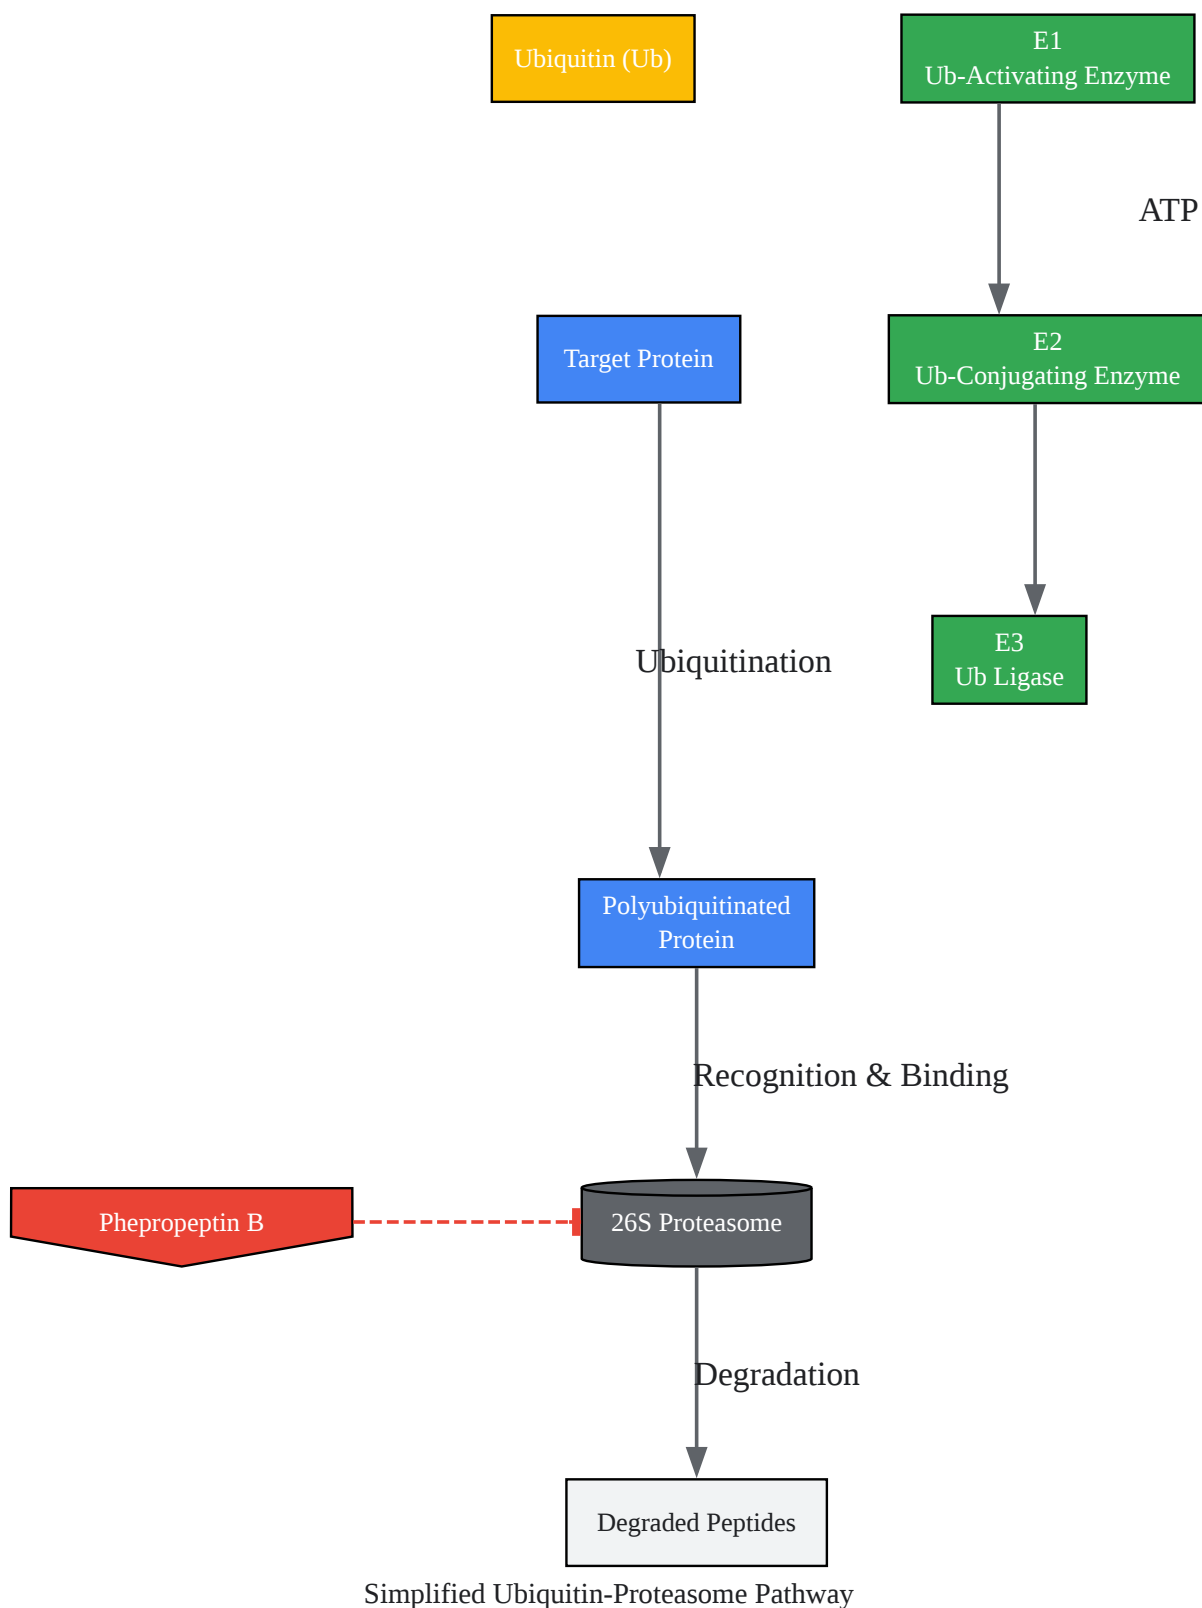 Ubiquitin (Ub)
E1
Ub-Activating Enzyme
ATP
Target Protein
E2
Ub-Conjugating Enzyme
Ubiquitination
E3
Ub Ligase
Polyubiquitinated
Protein
Recognition & Binding
Phepropeptin B
26S Proteasome
Degradation
Degraded Peptides
Simplified Ubiquitin-Proteasome Pathway